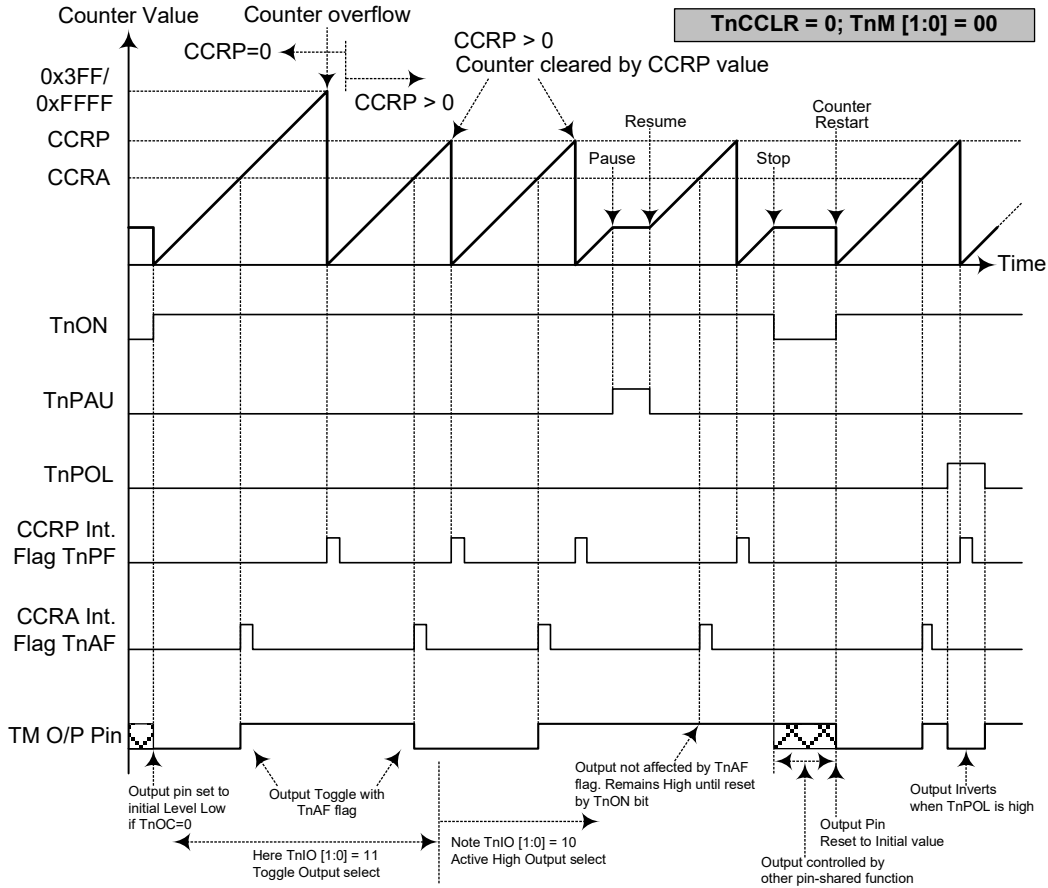 Counter Value
Counter overflow
TnCCLR = 0; TnM [1:0] = 00
CCRP=0
CCRP > 0
CCRP > 0
Counter cleared by CCRP value
0x3FF/
0xFFFF
CCRP
CCRA
Pause
Resume
Stop
Counter
Restart
Time
TnON
TnPAU
TnPOL
CCRP Int.
Flag TnPF
CCRA Int.
Flag TnAF
TM O/P Pin
Output pin set to
initial Level Low
if TnOC=0
Output Toggle with
TnAF flag
Here TnIO [1:0] = 11
Toggle Output select
Note TnIO [1:0] = 10
Active High Output select
Output not affected by TnAF
flag. Remains High until reset
by TnON bit
Output controlled by
other pin-shared function
Output Pin
Reset to Initial value
Output Inverts
when TnPOL is high